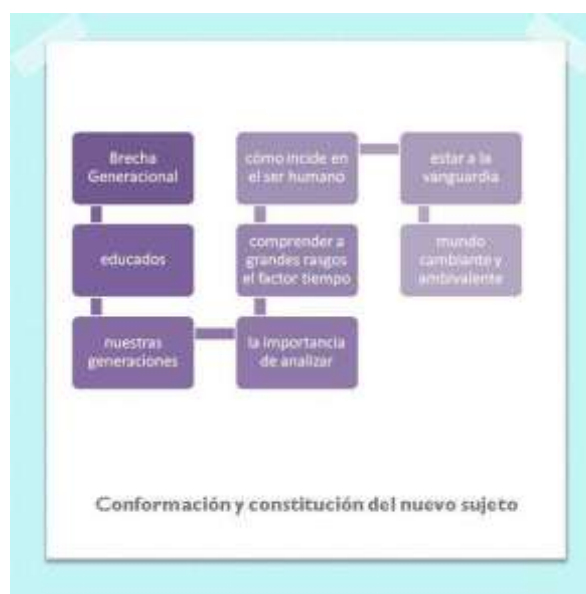 Brecha
Generacional
educados
nuestras
generaciones
la importancia
de analizar
comprender a
grandes rasgos
el factor tiempo
cómo incide en
el ser humano
estar a la
vanguardia
mundo
cambiante y
ambivalente
Conformación y constitución del nuevo sujeto